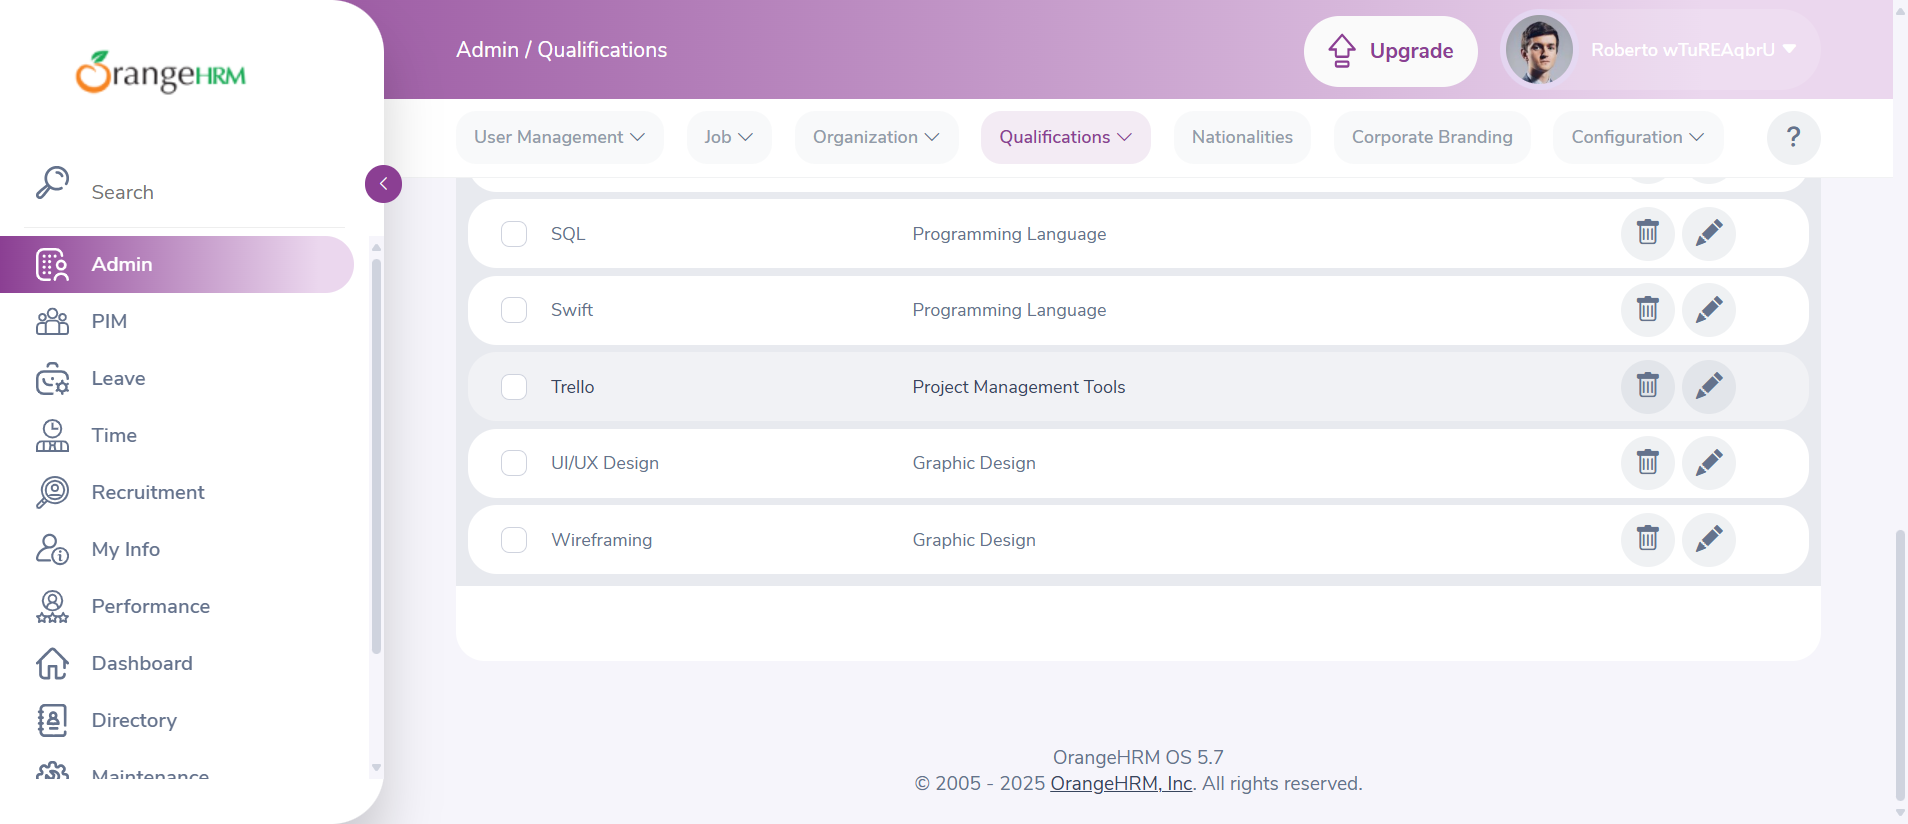 OrangeHRM
Search
Admin
PIM
Leave
Time
Recruitment
My Info
Performance
Dashboard
Directory
Maintenance
Admin / Qualifications
Upgrade
Roberto wTuREAqbrU
User Management
Job
Organization
Qualifications
Nationalities
Corporate Branding
Configuration
?
SQL Programming Language
Swift Programming Language
Trello Project Management Tools
UI/UX Design Graphic Design
Wireframing Graphic Design
OrangeHRM OS 5.7
© 2005 - 2025 OrangeHRM, Inc. All rights reserved.